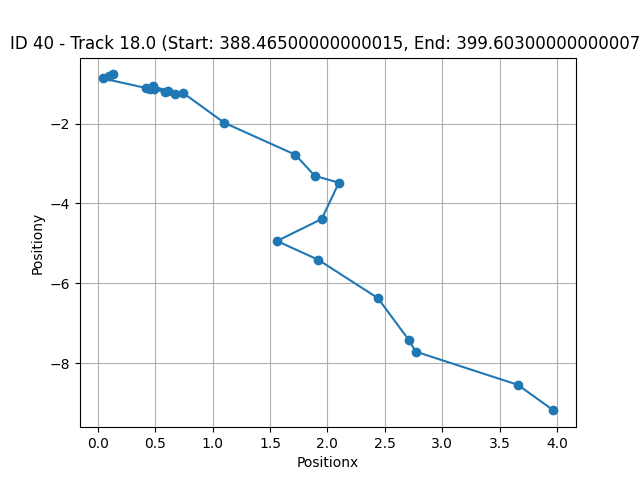 ID 40 - Track 18.0 (Start: 388.46500000000015, End: 399.60300000000007
−2
−4
−6
−8
Positiony
0.0 0.5 1.0 1.5 2.0 2.5 3.0 3.5 4.0
Positionx